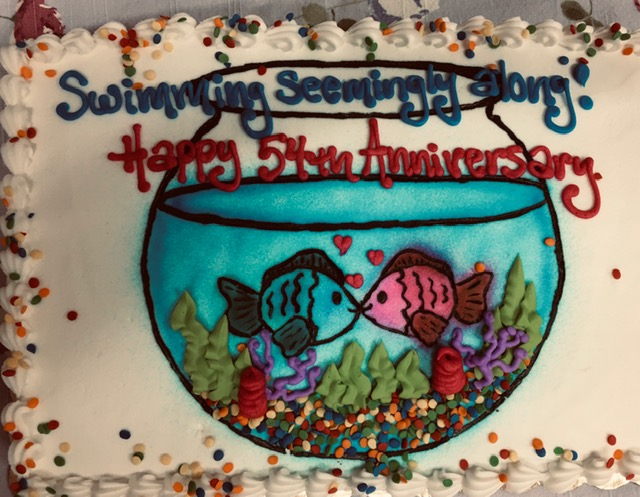 Swimming seemingly along!
Happy 54th Anniversary.